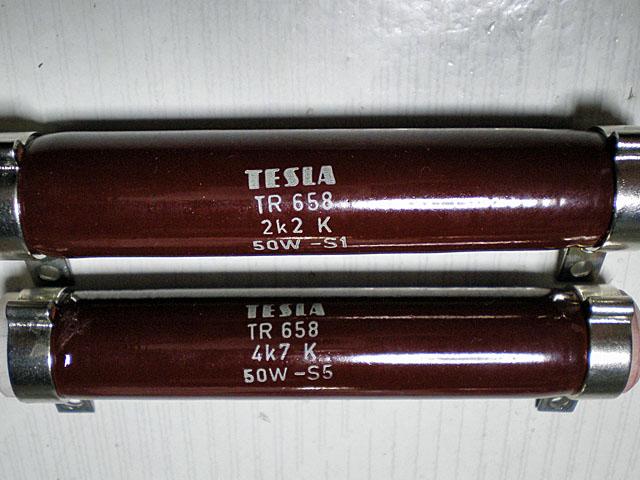 TESLA
TR 658
2k2 K
50W -S1
TESLA
TR 658
4k7 K
50W -S5